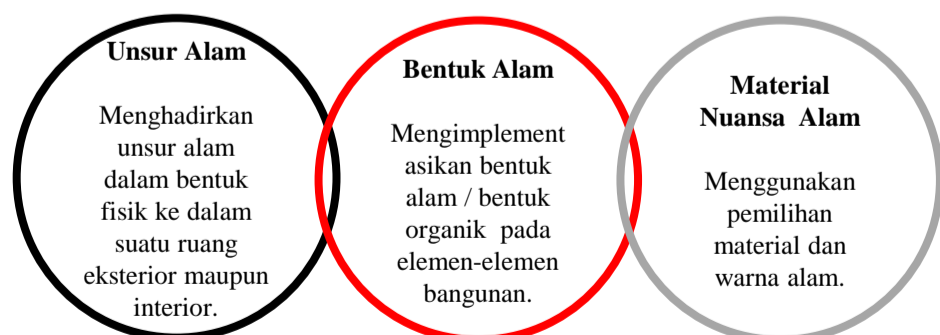 Unsur Alam
Menghadirkan
unsur alam
dalam bentuk
fisik ke dalam
suatu ruang
eksterior maupun
interior.
Bentuk Alam
Mengimplement
asikan bentuk
alam / bentuk
organik pada
elemen-elemen
bangunan.
Material
Nuansa Alam
Menggunakan
pemilihan
material dan
warna alam.